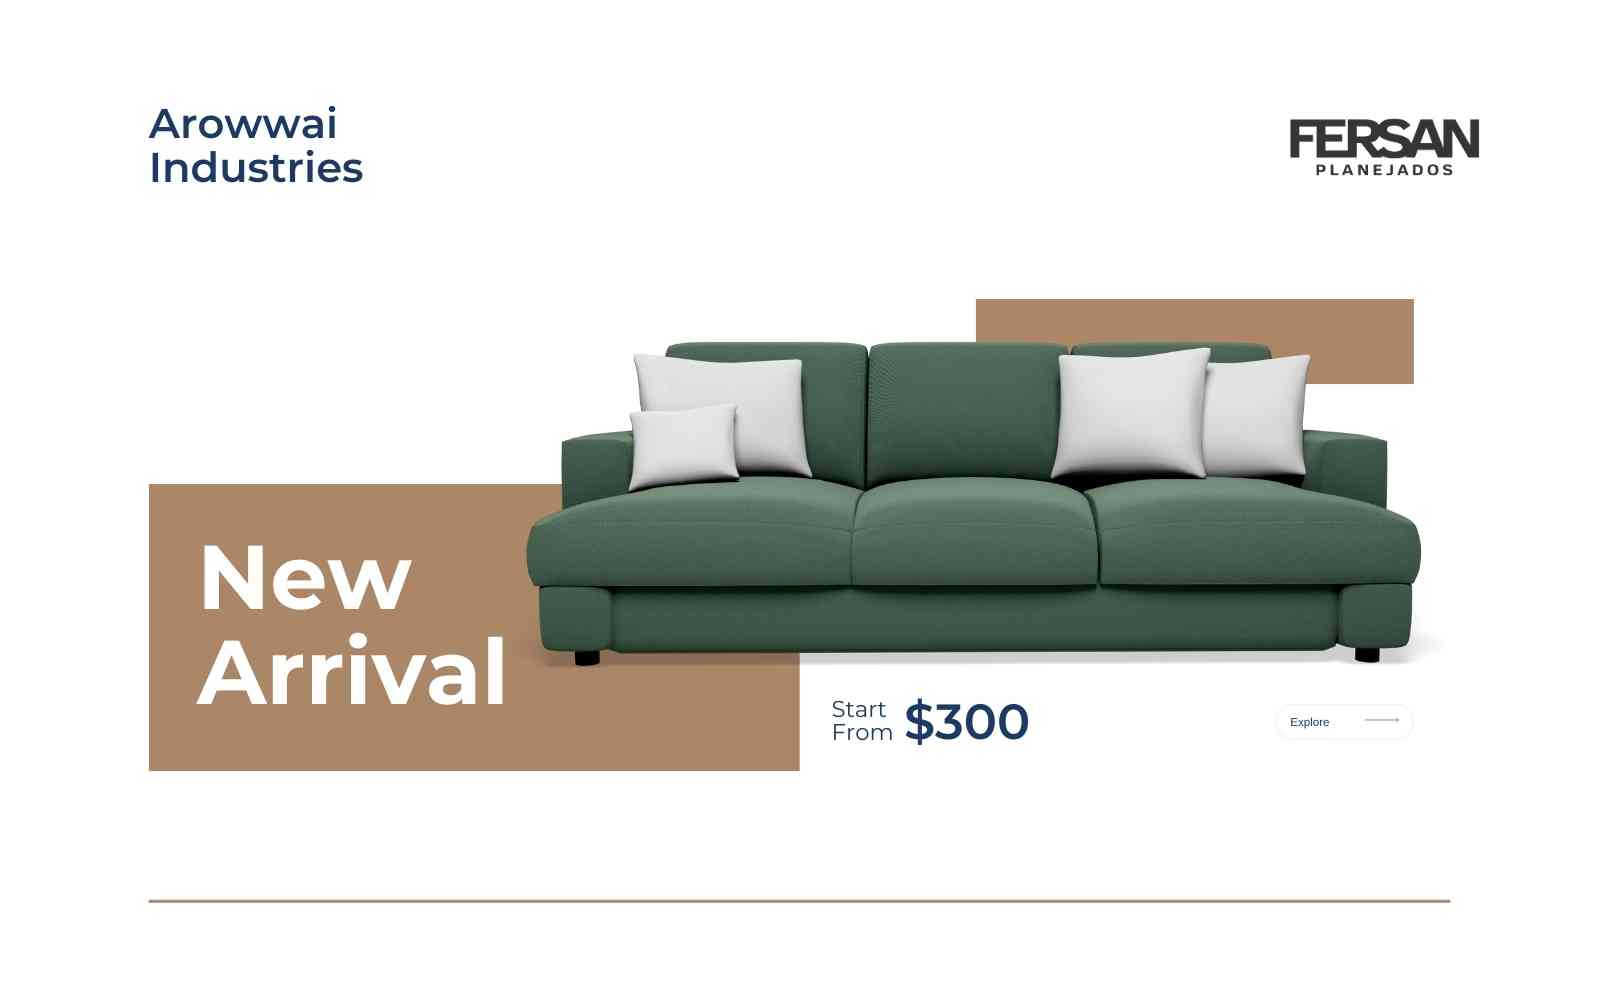 Arowwai
Industries
FERSAN
PLANEJADOS
New
Arrival
Start
From
$300
Explore